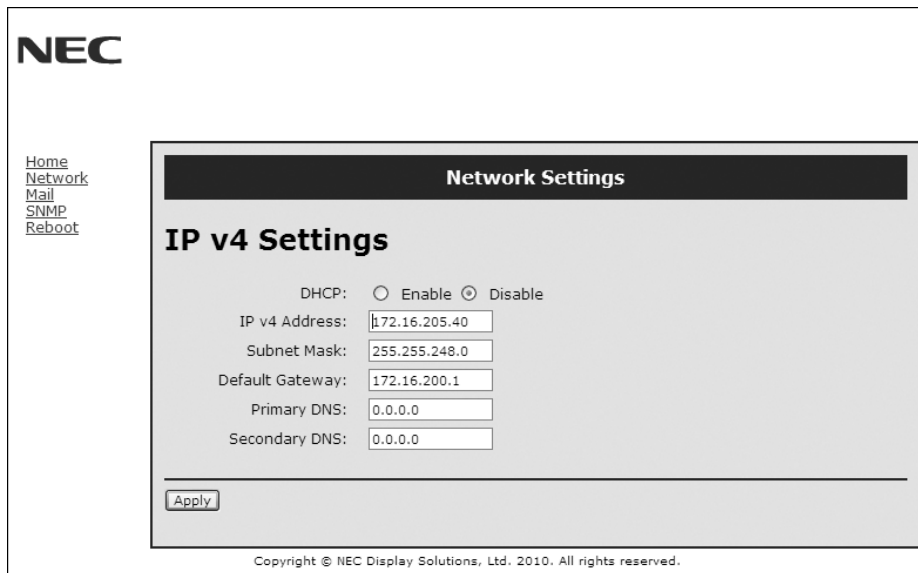 NEC
Home
Network
Mail
SNMP
Reboot
Network Settings
IP v4 Settings
DHCP: Enable Disable
IP v4 Address: 172.16.205.40
Subnet Mask: 255.255.248.0
Default Gateway: 172.16.200.1
Primary DNS: 0.0.0.0
Secondary DNS: 0.0.0.0
Apply
Copyright © NEC Display Solutions, Ltd. 2010. All rights reserved.